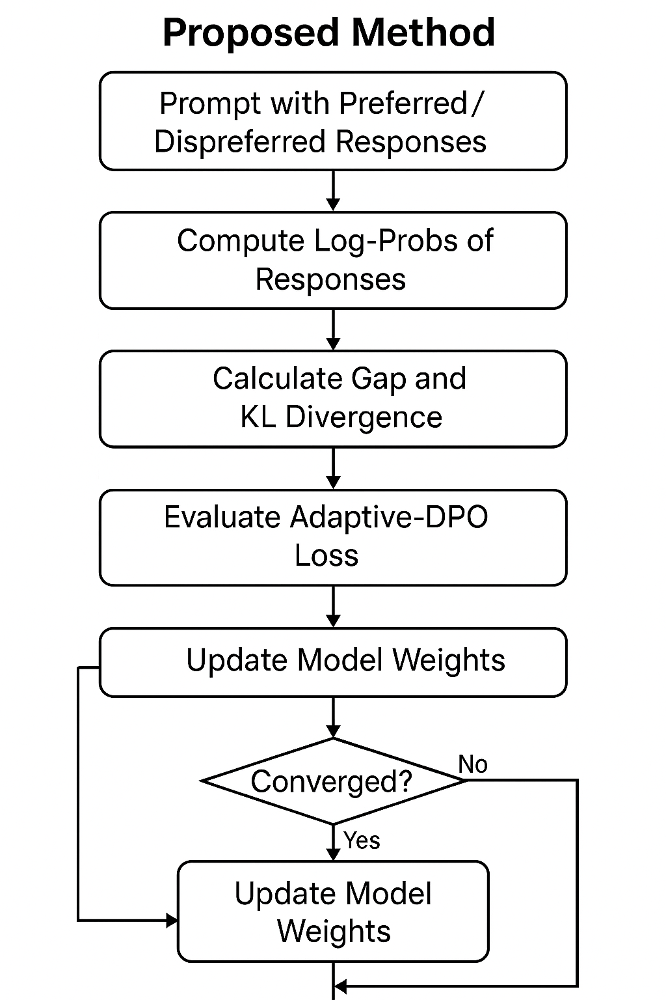 Proposed Method
Prompt with Preferred/
Dispreferred Responses
Compute Log-Probs of
Responses
Calculate Gap and
KL Divergence
Evaluate Adaptive-DPO
Loss
Update Model Weights
Converged?
No
Yes
Update Model
Weights